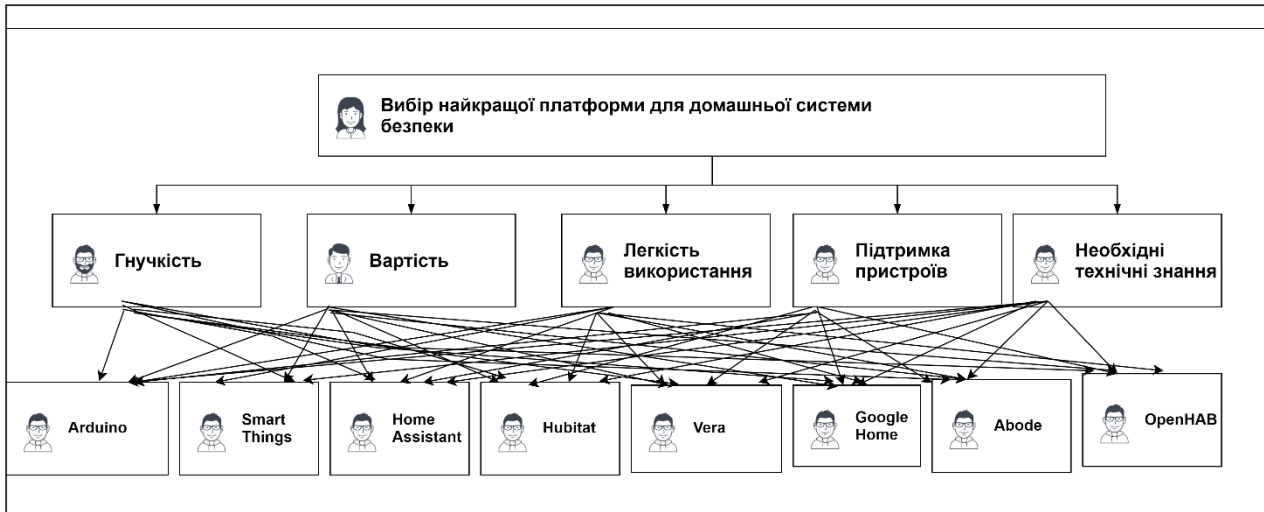 Вибір найкращої платформи для домашньої системи
безпеки
Гнучкість
Вартість
Легкість
використання
Підтримка
пристроїв
Необхідні
технічні знання
Arduino
Smart
Things
Home
Assistant
Hubitat
Vera
Google
Home
Abode
OpenHAB